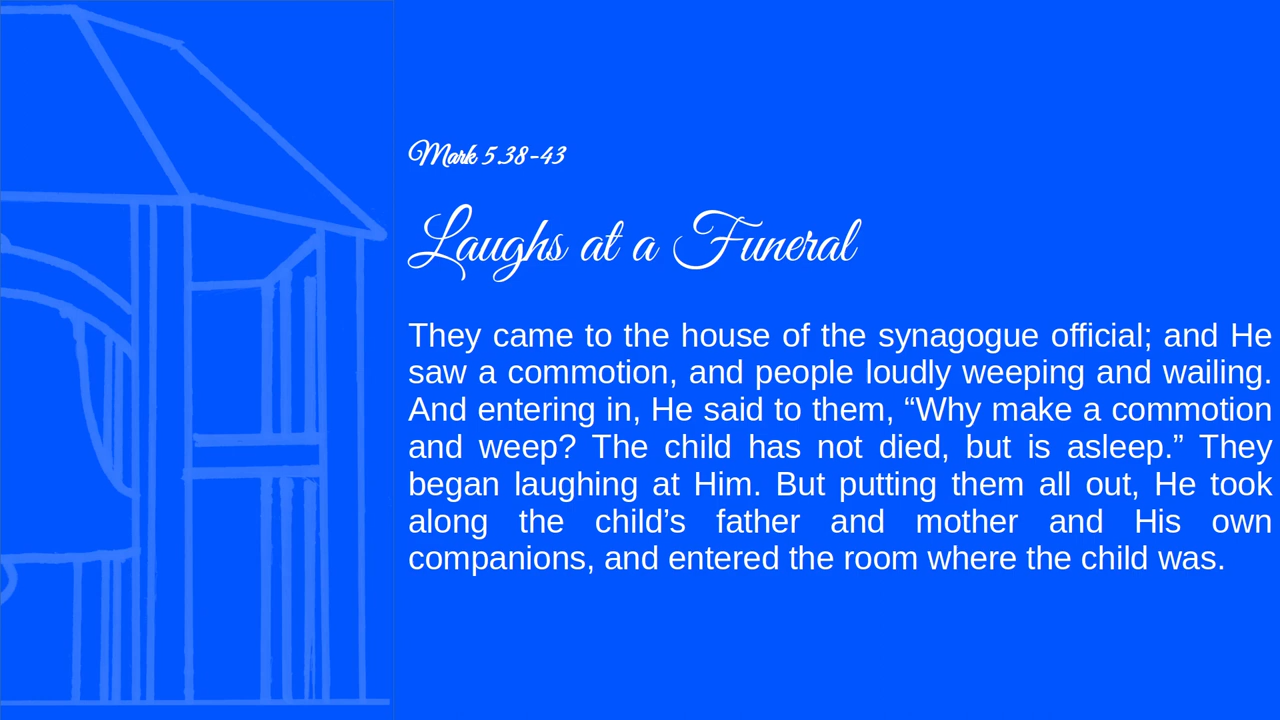 Mark 5.38-43
Laughs at a Funeral
They came to the house of the synagogue official; and He
saw a commotion, and people loudly weeping and wailing.
And entering in, He said to them, “Why make a commotion
and weep? The child has not died, but is asleep.” They
began laughing at Him. But putting them all out, He took
along the child’s father and mother and His own
companions, and entered the room where the child was.